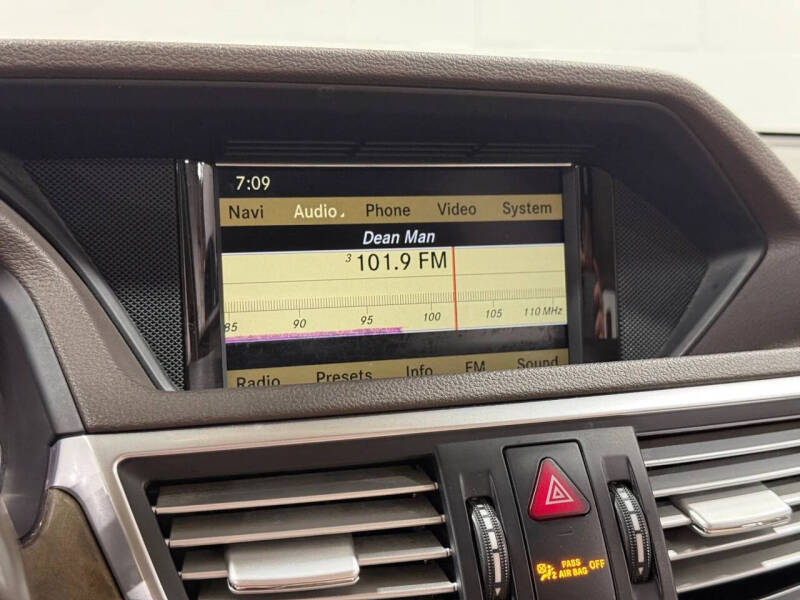 7:09
Navi Audio Phone Video System
Dean Man
3 101.9 FM
85 90 95 100 105 110 MHz
Radio Presets Info FM Sound
PASS AIR BAG OFF
2